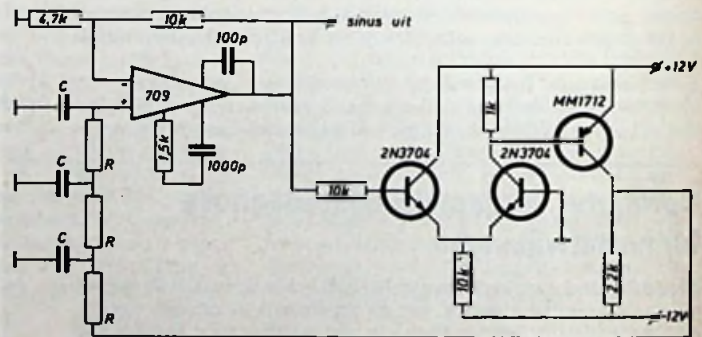 4,7k
10k
sinus uit
100p
C
709
-
+
1,5k
1000p
R
C
R
C
R
10k
2N3704
1k
2N3704
MM1712
+12V
10k
2.2k
-12V